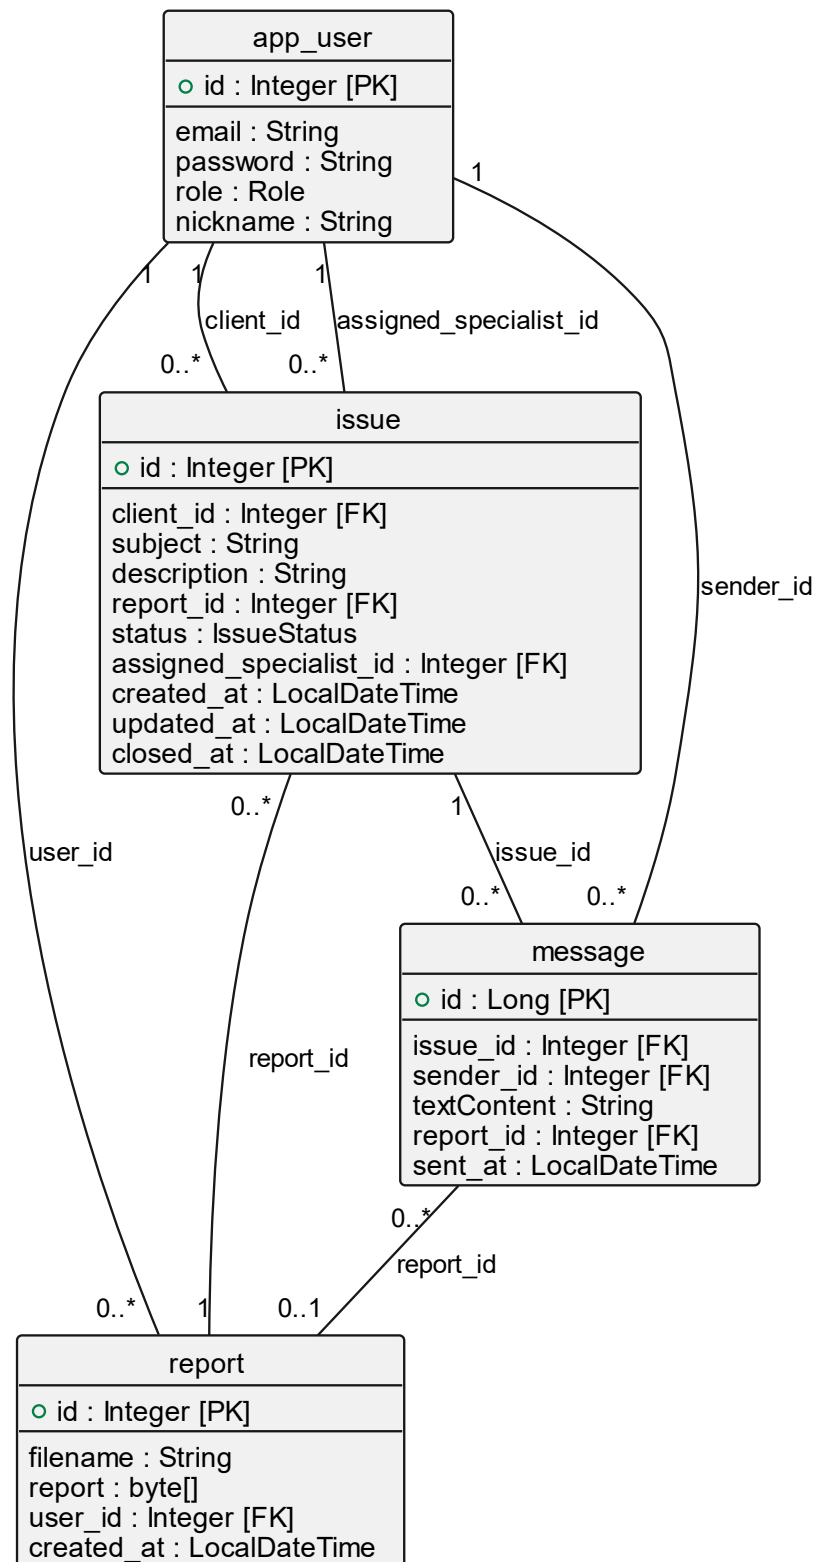 app_user
id : Integer [PK]
email : String
password : String
role : Role
nickname : String
1
1
1
1
client_id
assigned_specialist_id
0..*
0..*
issue
id : Integer [PK]
client_id : Integer [FK]
subject : String
description : String
report_id : Integer [FK]
status : IssueStatus
assigned_specialist_id : Integer [FK]
created_at : LocalDateTime
updated_at : LocalDateTime
closed_at : LocalDateTime
sender_id
0..*
1
user_id
issue_id
0..*
0..*
message
id : Long [PK]
issue_id : Integer [FK]
sender_id : Integer [FK]
textContent : String
report_id : Integer [FK]
sent_at : LocalDateTime
report_id
0..*
report_id
0..*
1
0..1
report
id : Integer [PK]
filename : String
report : byte[]
user_id : Integer [FK]
created_at : LocalDateTime